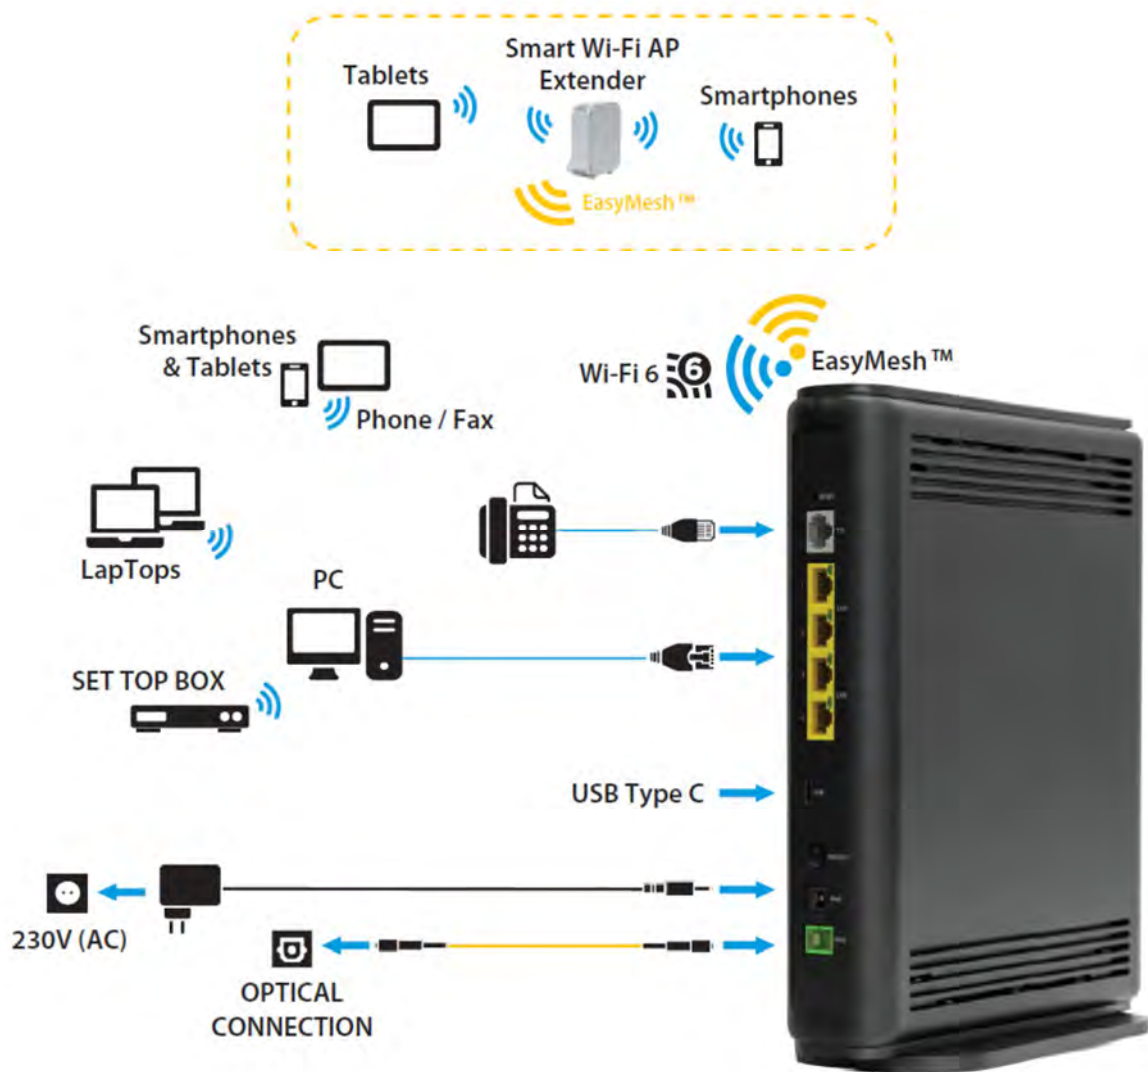 Smart Wi-Fi AP
Extender
Tablets
Smartphones
EasyMesh™
Smartphones
& Tablets
Wi-Fi 6
6
EasyMesh™
Phone / Fax
LapTops
PC
SET TOP BOX
USB Type C
230V (AC)
OPTICAL
CONNECTION